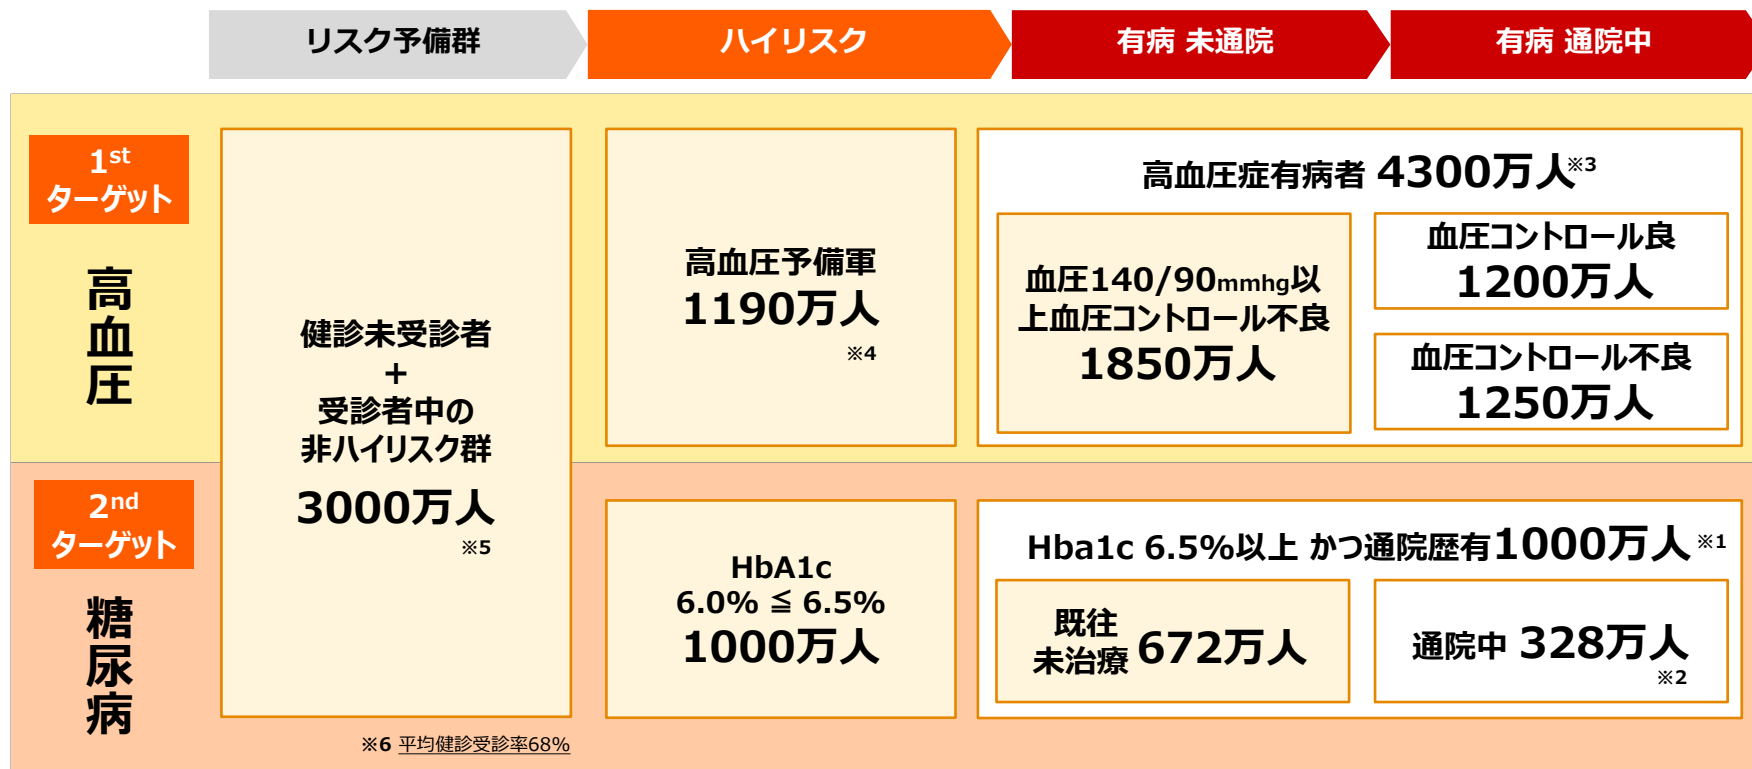 リスク予備群
ハイリスク
有病 未通院
有病 通院中
1st
ターゲット
高血圧
健診未受診者
+
受診者中の
非ハイリスク群
3000万人
※5
高血圧予備軍
1190万人
※4
高血圧症有病者 4300万人※3
血圧140/90mmhg以
上血圧コントロール不良
1850万人
血圧コントロール良
1200万人
血圧コントロール不良
1250万人
2nd
ターゲット
糖尿病
HbA1c
6.0% ≦ 6.5%
1000万人
Hba1c 6.5%以上 かつ通院歴有1000万人 ※1
既往
未治療 672万人
通院中 328万人
※2
※6 平均健診受診率68%